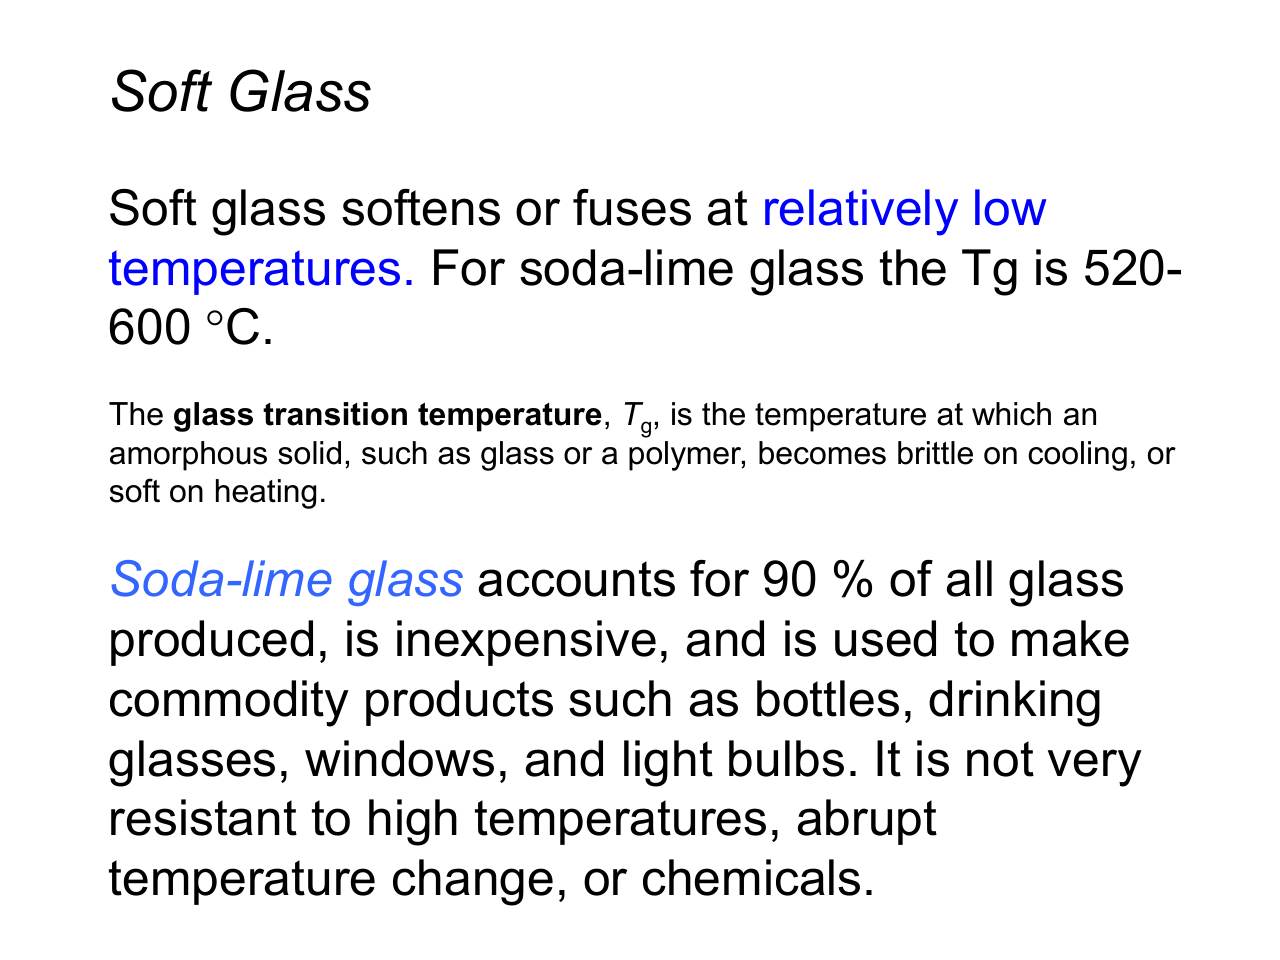 Soft Glass
Soft glass softens or fuses at relatively low
temperatures. For soda-lime glass the Tg is 520-
600 °C.
The glass transition temperature, Tg, is the temperature at which an
amorphous solid, such as glass or a polymer, becomes brittle on cooling, or
soft on heating.
Soda-lime glass accounts for 90 % of all glass
produced, is inexpensive, and is used to make
commodity products such as bottles, drinking
glasses, windows, and light bulbs. It is not very
resistant to high temperatures, abrupt
temperature change, or chemicals.